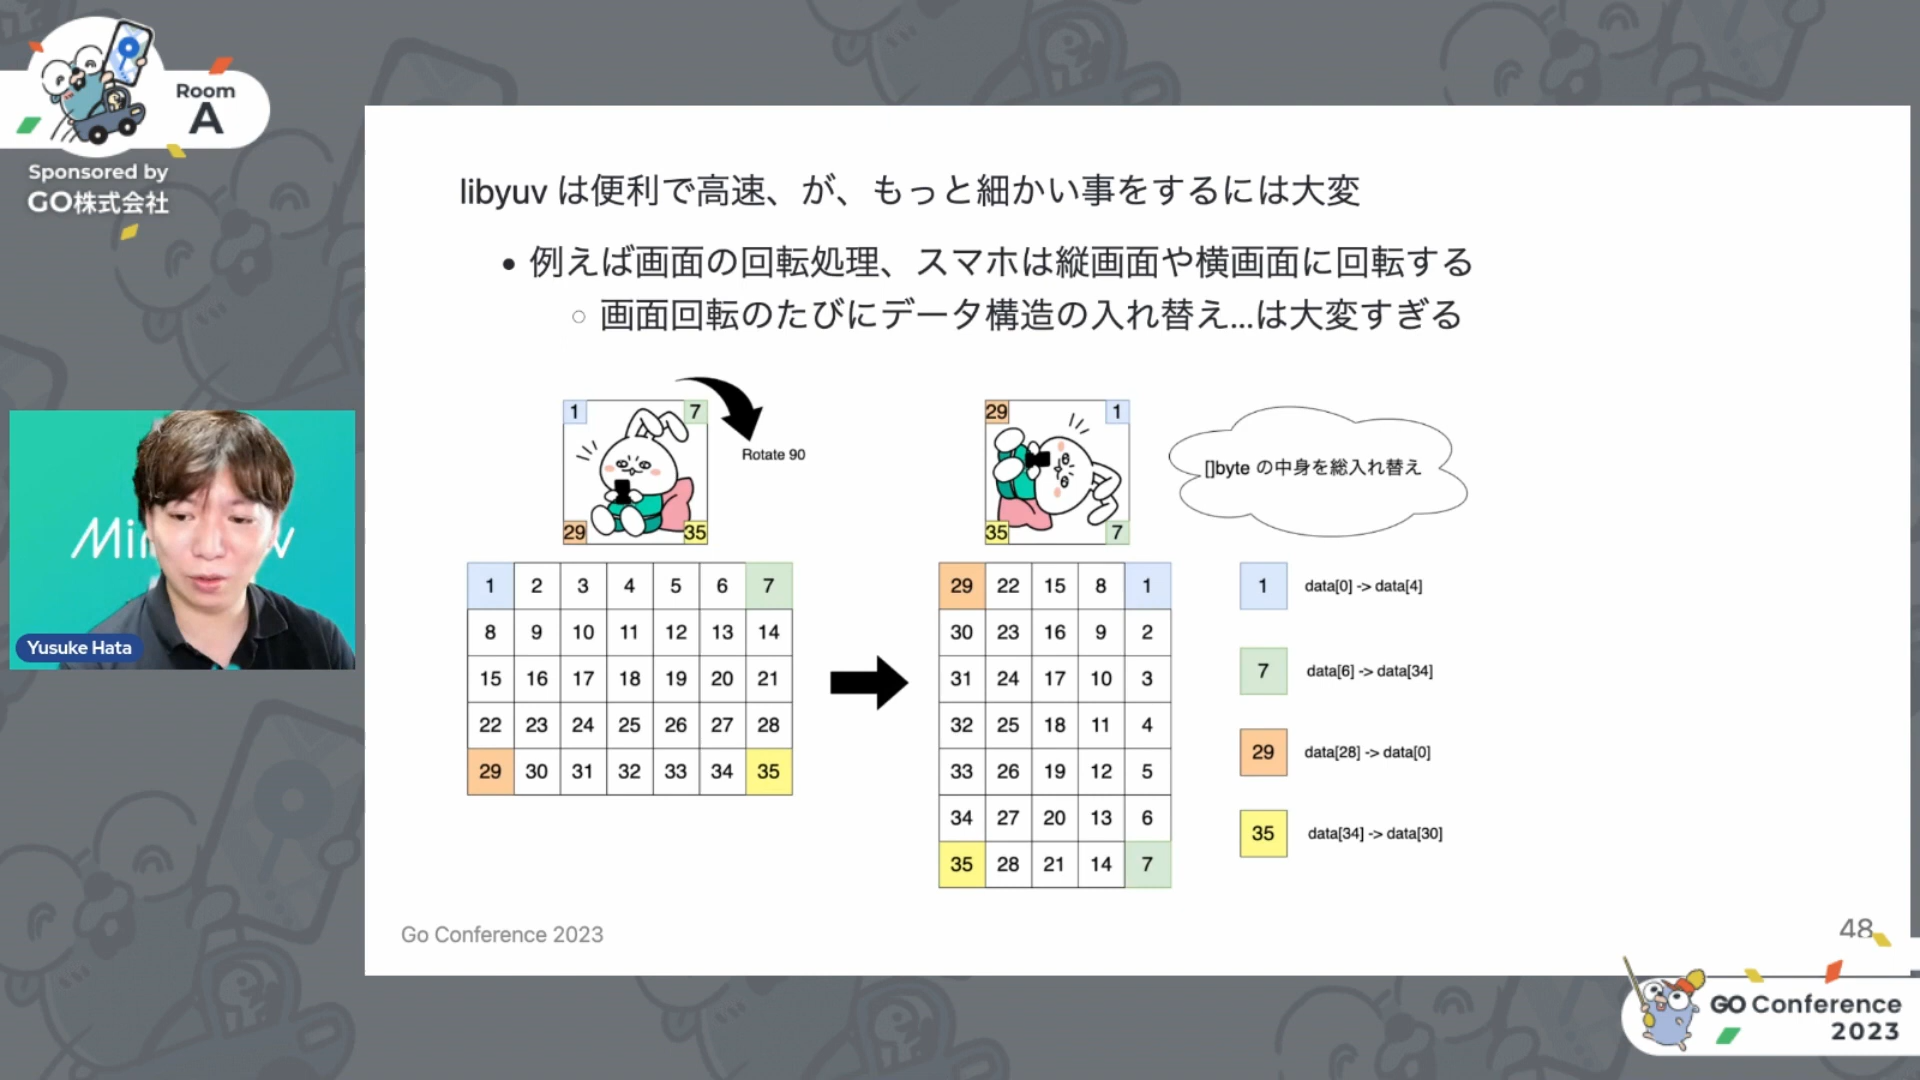 Room
A
Sponsored by
GO株式会社
libyuv は便利で高速、が、もっと細かい事をするには大変
• 例えば画面の回転処理、スマホは縦画面や横画面に回転する
○ 画面回転のたびにデータ構造の入れ替え...は大変すぎる
1 7
Rotate 90
29 35
29 1
35 7
[]byte の中身を総入れ替え
1 2 3 4 5 6 7
8 9 10 11 12 13 14
15 16 17 18 19 20 21
22 23 24 25 26 27 28
29 30 31 32 33 34 35
29 22 15 8 1
30 23 16 9 2
31 24 17 10 3
32 25 18 11 4
33 26 19 12 5
34 27 20 13 6
35 28 21 14 7
1 data[0] -> data[4]
7 data[6] -> data[34]
29 data[28] -> data[0]
35 data[34] -> data[30]
Yusuke Hata
Go Conference 2023
48
GO Conference
2023